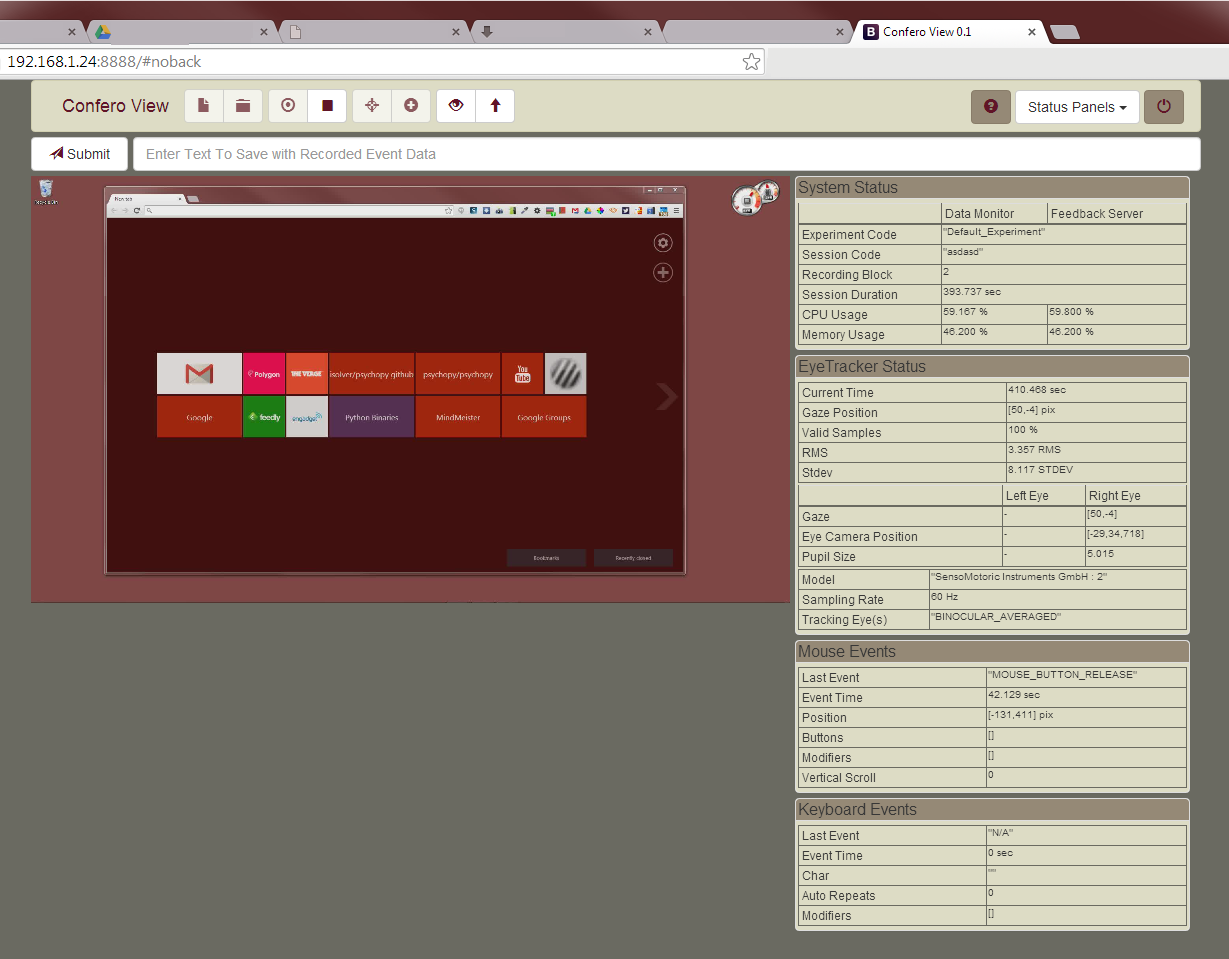 Confero View 0.1
192.168.1.24:8888/#noback
Confero View
Status Panels
Submit
Enter Text To Save with Recorded Event Data
Recycle Bin
New tab
Polygon
THE VERGE
isolver/psychopy github
psychopy/psychopy
You Tube
Google
feedly
engadget
Python Binaries
MindMeister
Google Groups
Bookmarks
Recently closed
System Status
Data Monitor Feedback Server
Experiment Code "Default_Experiment"
Session Code "asdasd"
Recording Block 2
Session Duration 393.737 sec
CPU Usage 59.167 % 59.800 %
Memory Usage 46.200 % 46.200 %
EyeTracker Status
Current Time 410.468 sec
Gaze Position [50,-4] pix
Valid Samples 100 %
RMS 3.357 RMS
Stdev 8.117 STDEV
Left Eye Right Eye
Gaze - [50,-4]
Eye Camera Position - [-29,34,718]
Pupil Size - 5.015
Model "SensoMotoric Instruments GmbH : 2"
Sampling Rate 60 Hz
Tracking Eye(s) "BINOCULAR_AVERAGED"
Mouse Events
Last Event "MOUSE_BUTTON_RELEASE"
Event Time 42.129 sec
Position [-131,411] pix
Buttons []
Modifiers []
Vertical Scroll 0
Keyboard Events
Last Event "N/A"
Event Time 0 sec
Char ""
Auto Repeats 0
Modifiers []